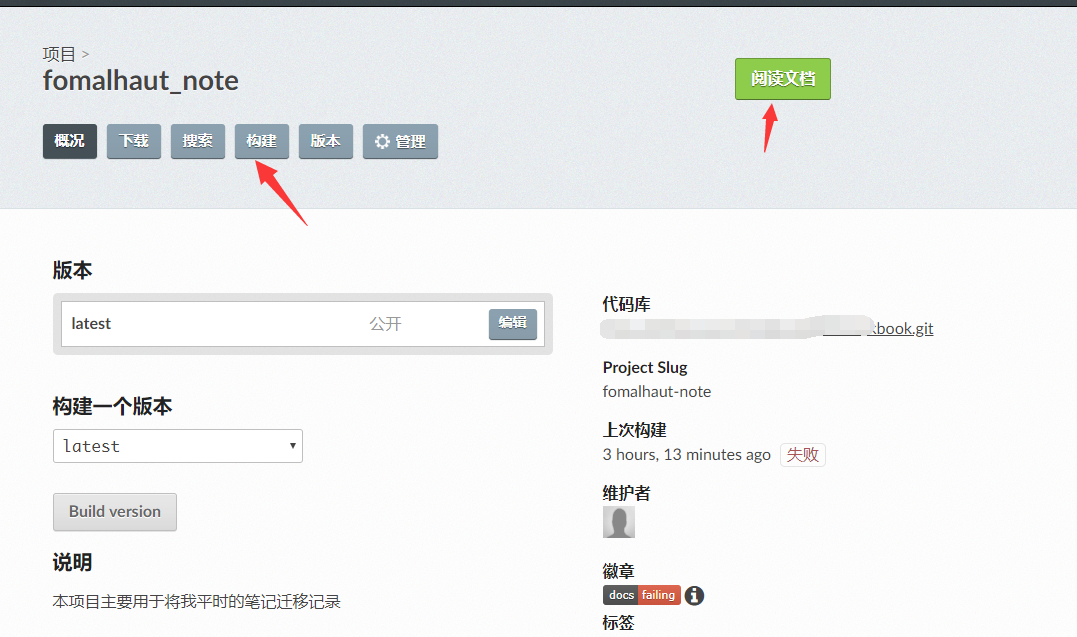 项目 >
fomalhaut_note
阅读文档
概况 下载 搜索 构建 版本 管理
版本
latest 公开 编辑
构建一个版本
latest
Build version
说明
本项目主要用于将我平时的笔记迁移记录
代码库
kbook.git
Project Slug
fomalhaut-note
上次构建
3 hours, 13 minutes ago 失败
维护者
徽章
docs failing
标签